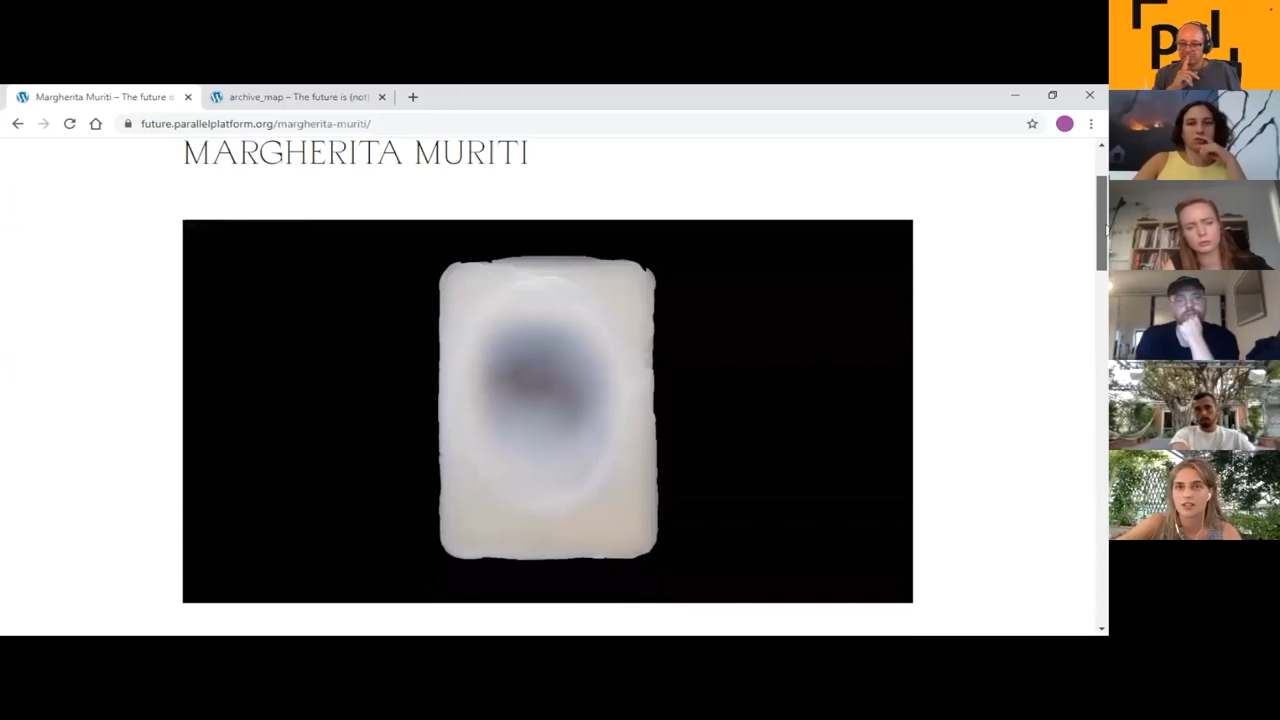 Margherita Muriti – The future is
archive_map – The future is (not)
future.parallelplatform.org/margherita-muriti/
MARGHERITA MURITI